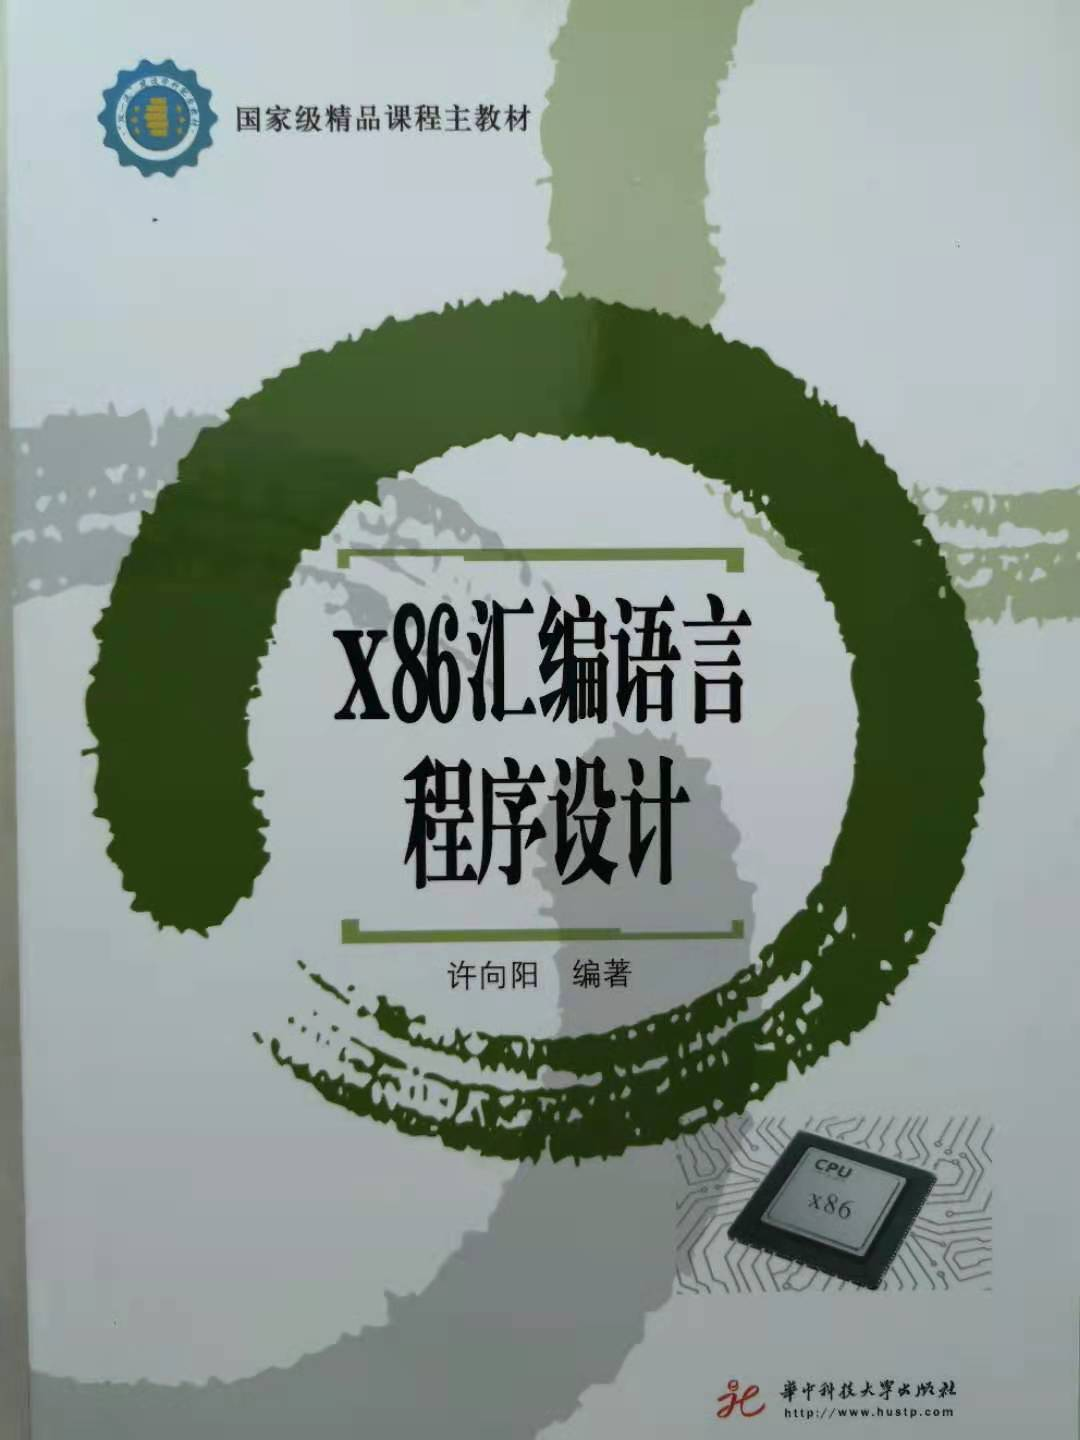 国家级精品课程主教材
x86汇编语言
程序设计
许向阳 编著
CPU
x86
华中科技大学出版社
http://www.hustp.com